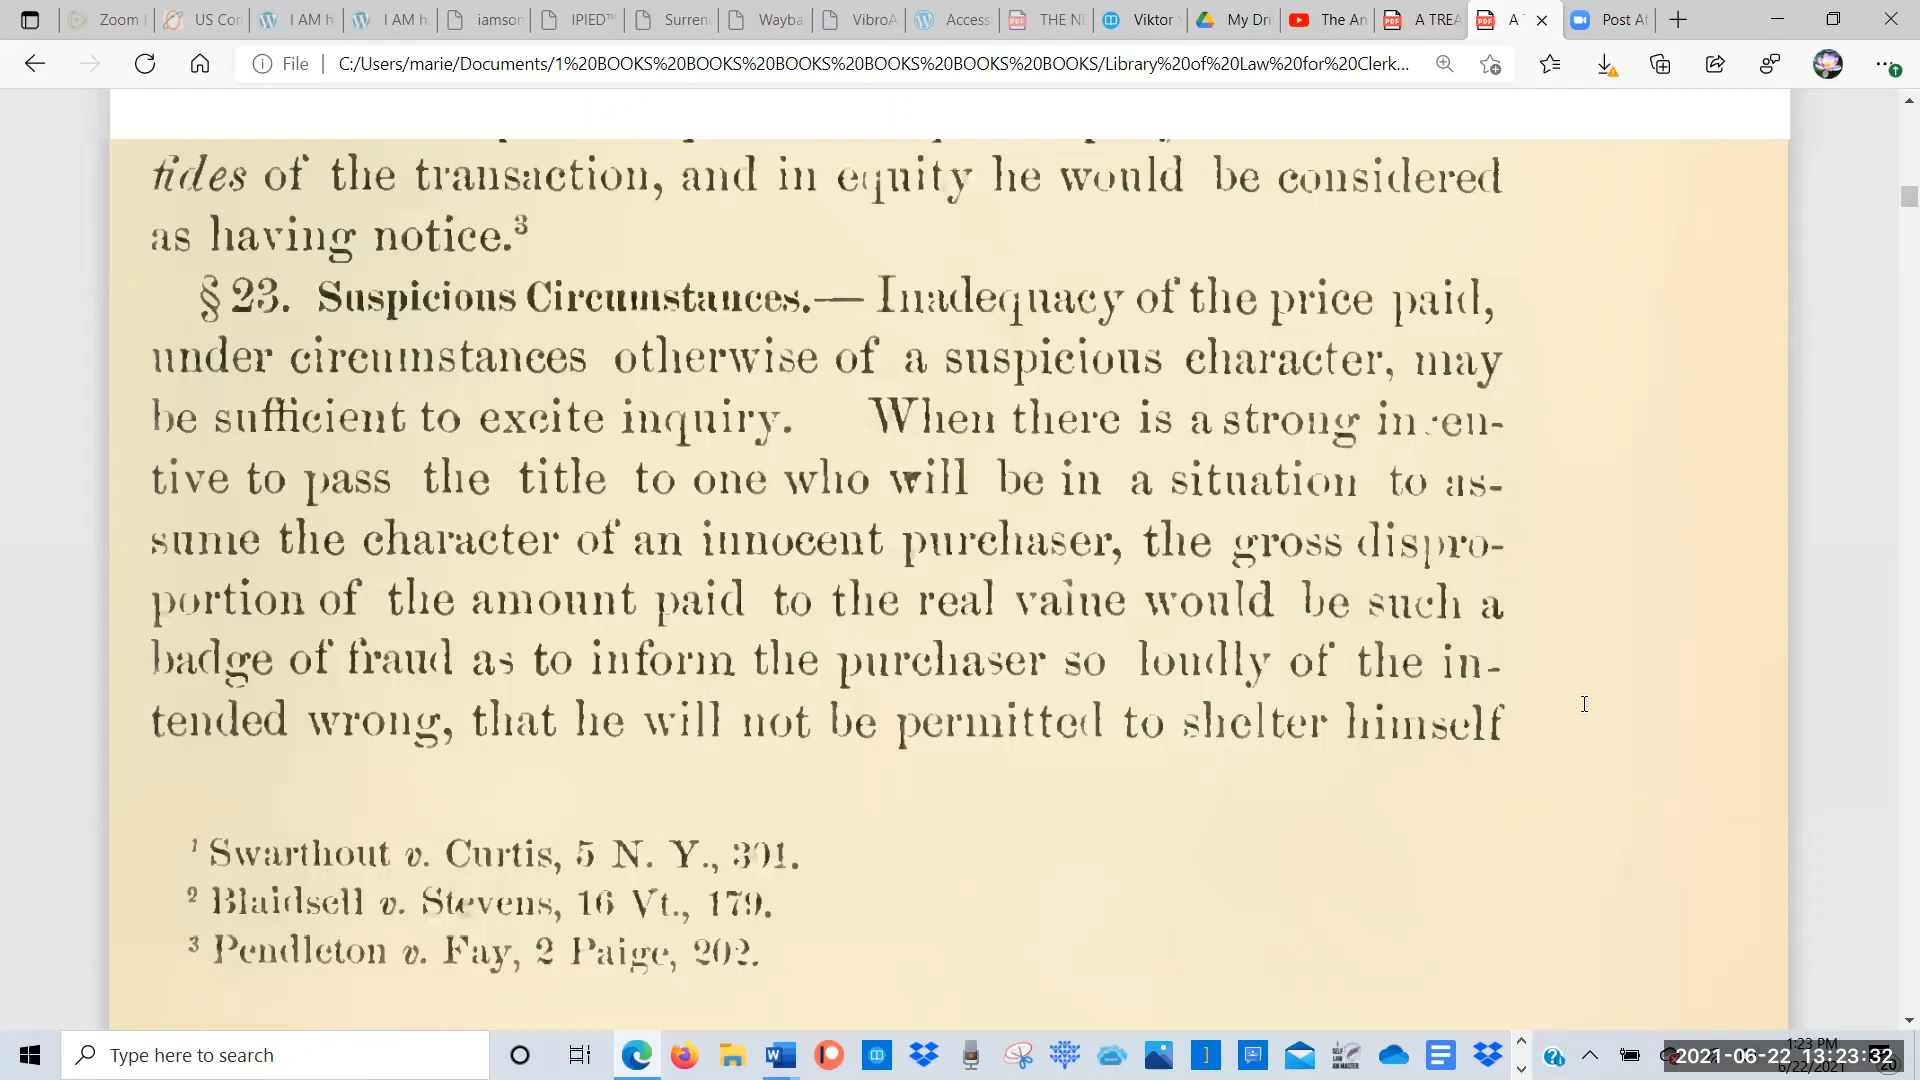 Zoom
US Con
I AM h
I AM h
iamson
IPIED™
Surren
Wayba
VibroA
Access
THE NE
Viktor
My Dri
The An
A TREA
A
Post At
File
C:/Users/marie/Documents/1%20BOOKS%20BOOKS%20BOOKS%20BOOKS%20BOOKS%20BOOKS/Library%20of%20Law%20for%20Clerk...
fides of the transaction, and in equity he would be considered
as having notice.³
§ 23. Suspicious Circumstances.— Inadequacy of the price paid,
under circumstances otherwise of a suspicious character, may
be sufficient to excite inquiry. When there is a strong incen-
tive to pass the title to one who will be in a situation to as-
sume the character of an innocent purchaser, the gross dispro-
portion of the amount paid to the real value would be such a
badge of fraud as to inform the purchaser so loudly of the in-
tended wrong, that he will not be permitted to shelter himself
¹ Swarthout v. Curtis, 5 N. Y., 301.
² Blaidsell v. Stevens, 16 Vt., 179.
³ Pendleton v. Fay, 2 Paige, 202.
Type here to search
1:23 PM
2021-06-22 13:23:32
6/22/2021